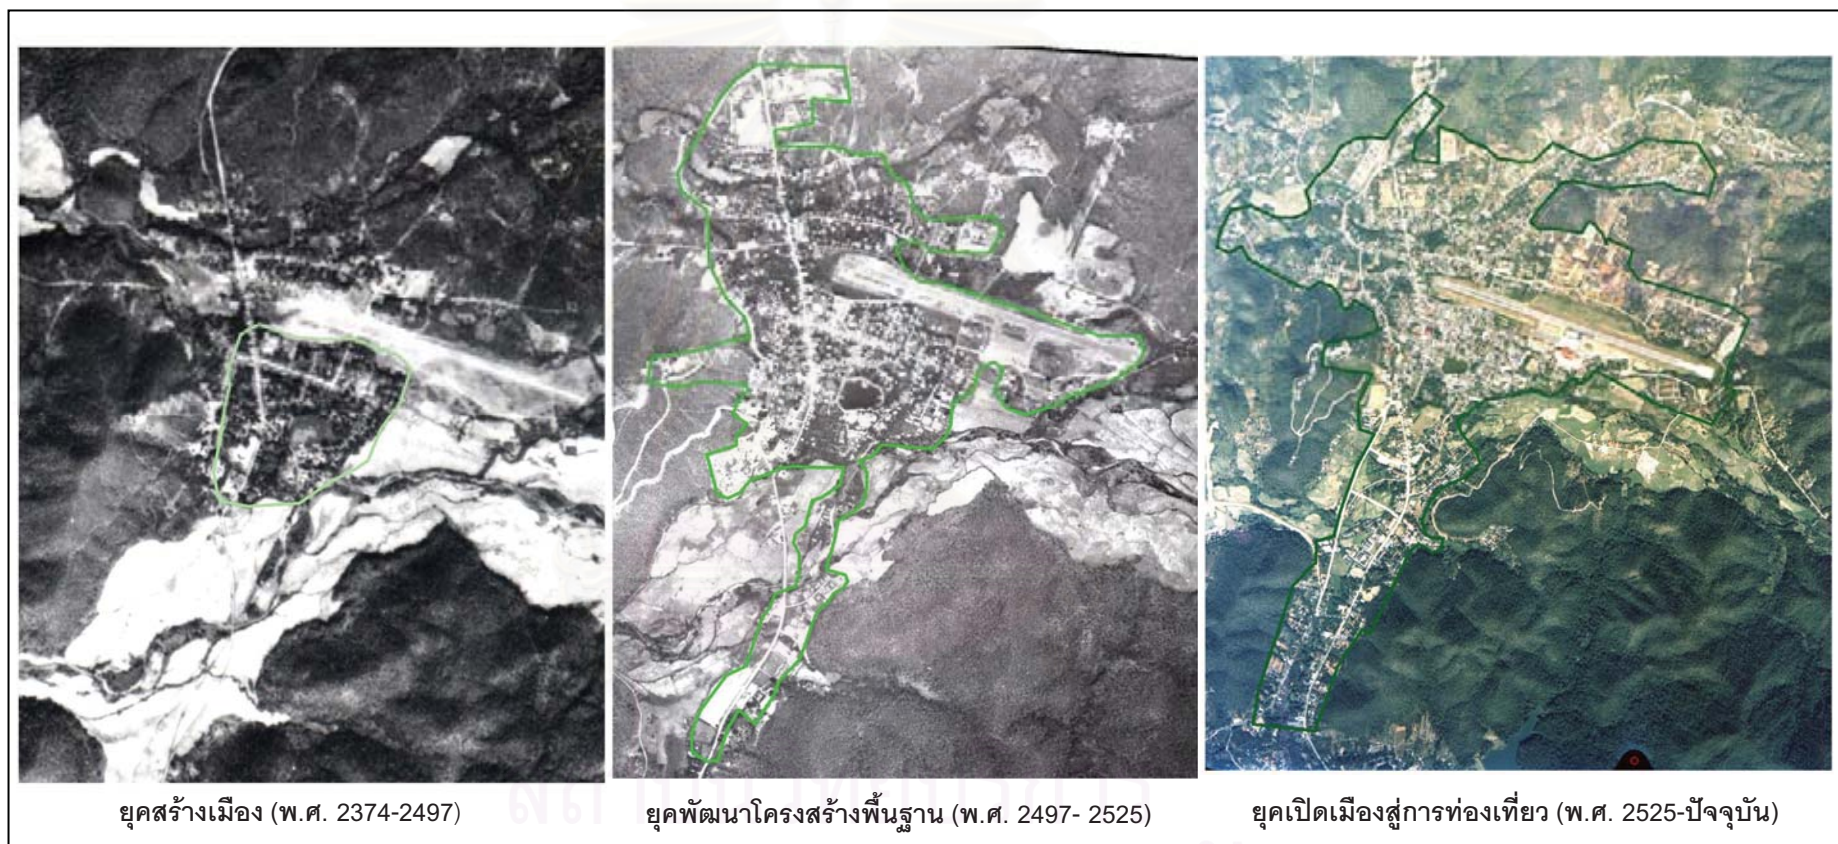 ยุคสร้างเมือง (พ.ศ. 2374-2497)
ยุคพัฒนาโครงสร้างพื้นฐาน (พ.ศ. 2497- 2525)
ยุคเปิดเมืองสู่การท่องเที่ยว (พ.ศ. 2525-ปัจจุบัน)